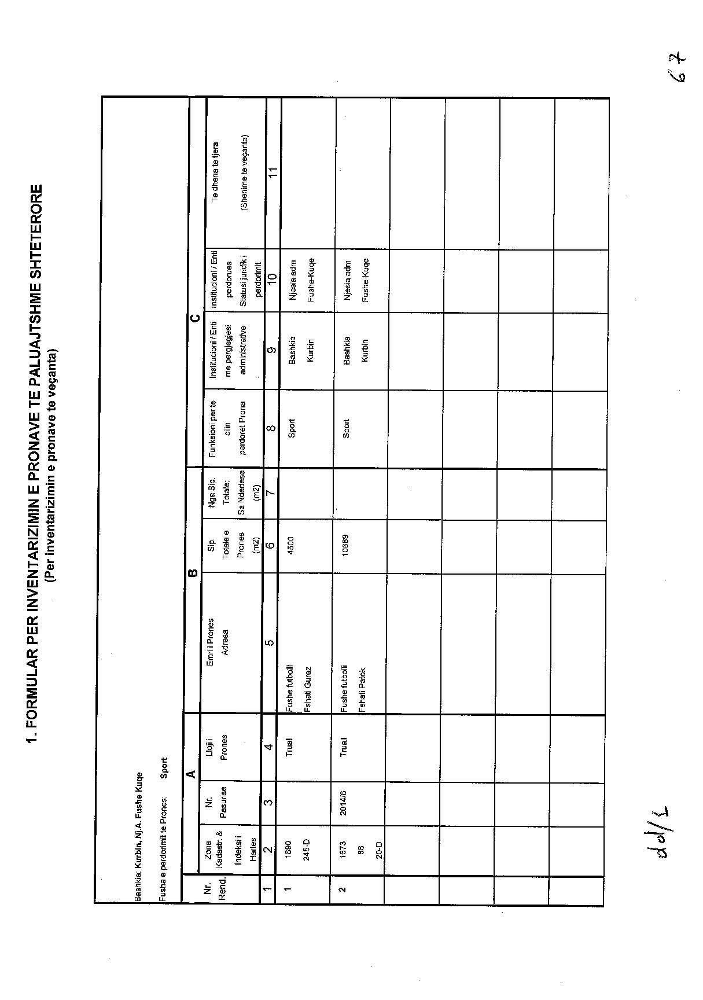 1. FORMULAR PER INVENTARIZIMIN E PRONAVE TE PALUAJTSHME SHTETERORE
(Per inventarizimin e pronave te veçanta)
Bashkia: Kurbin, Nj.A. Fushe Kuqe
Fusha e perdorimit te Prones: Sport
A B C
Nr. Rend.
Zona Kadastr. & Indeksi i Hartes
Nr. Pasurise
Lloji i Prones
Emri i Prones Adresa
Sip. Totale e Prones (m2)
Nga Sip. Totale: Sa Ndertese (m2)
Funksioni per te cilin perdoret Prona
Institucioni / Enti me pergjegjesi administrative
Institucioni / Enti perdorues Statusi juridik i perdorimit
Te dhena te tjera (Shenime te veçanta)
1 2 3 4 5 6 7 8 9 10 11
1 1890 Truall Fushe futbolli 4500 Sport Bashkia Njesia adm
245-D Fshati Gurez Kurbin Fushe-Kuqe
2 1673 2014/6 Truall Fushe futbolli 10689 Sport Bashkia Njesia adm
88 Fshati Patok Kurbin Fushe-Kuqe
20-D
67